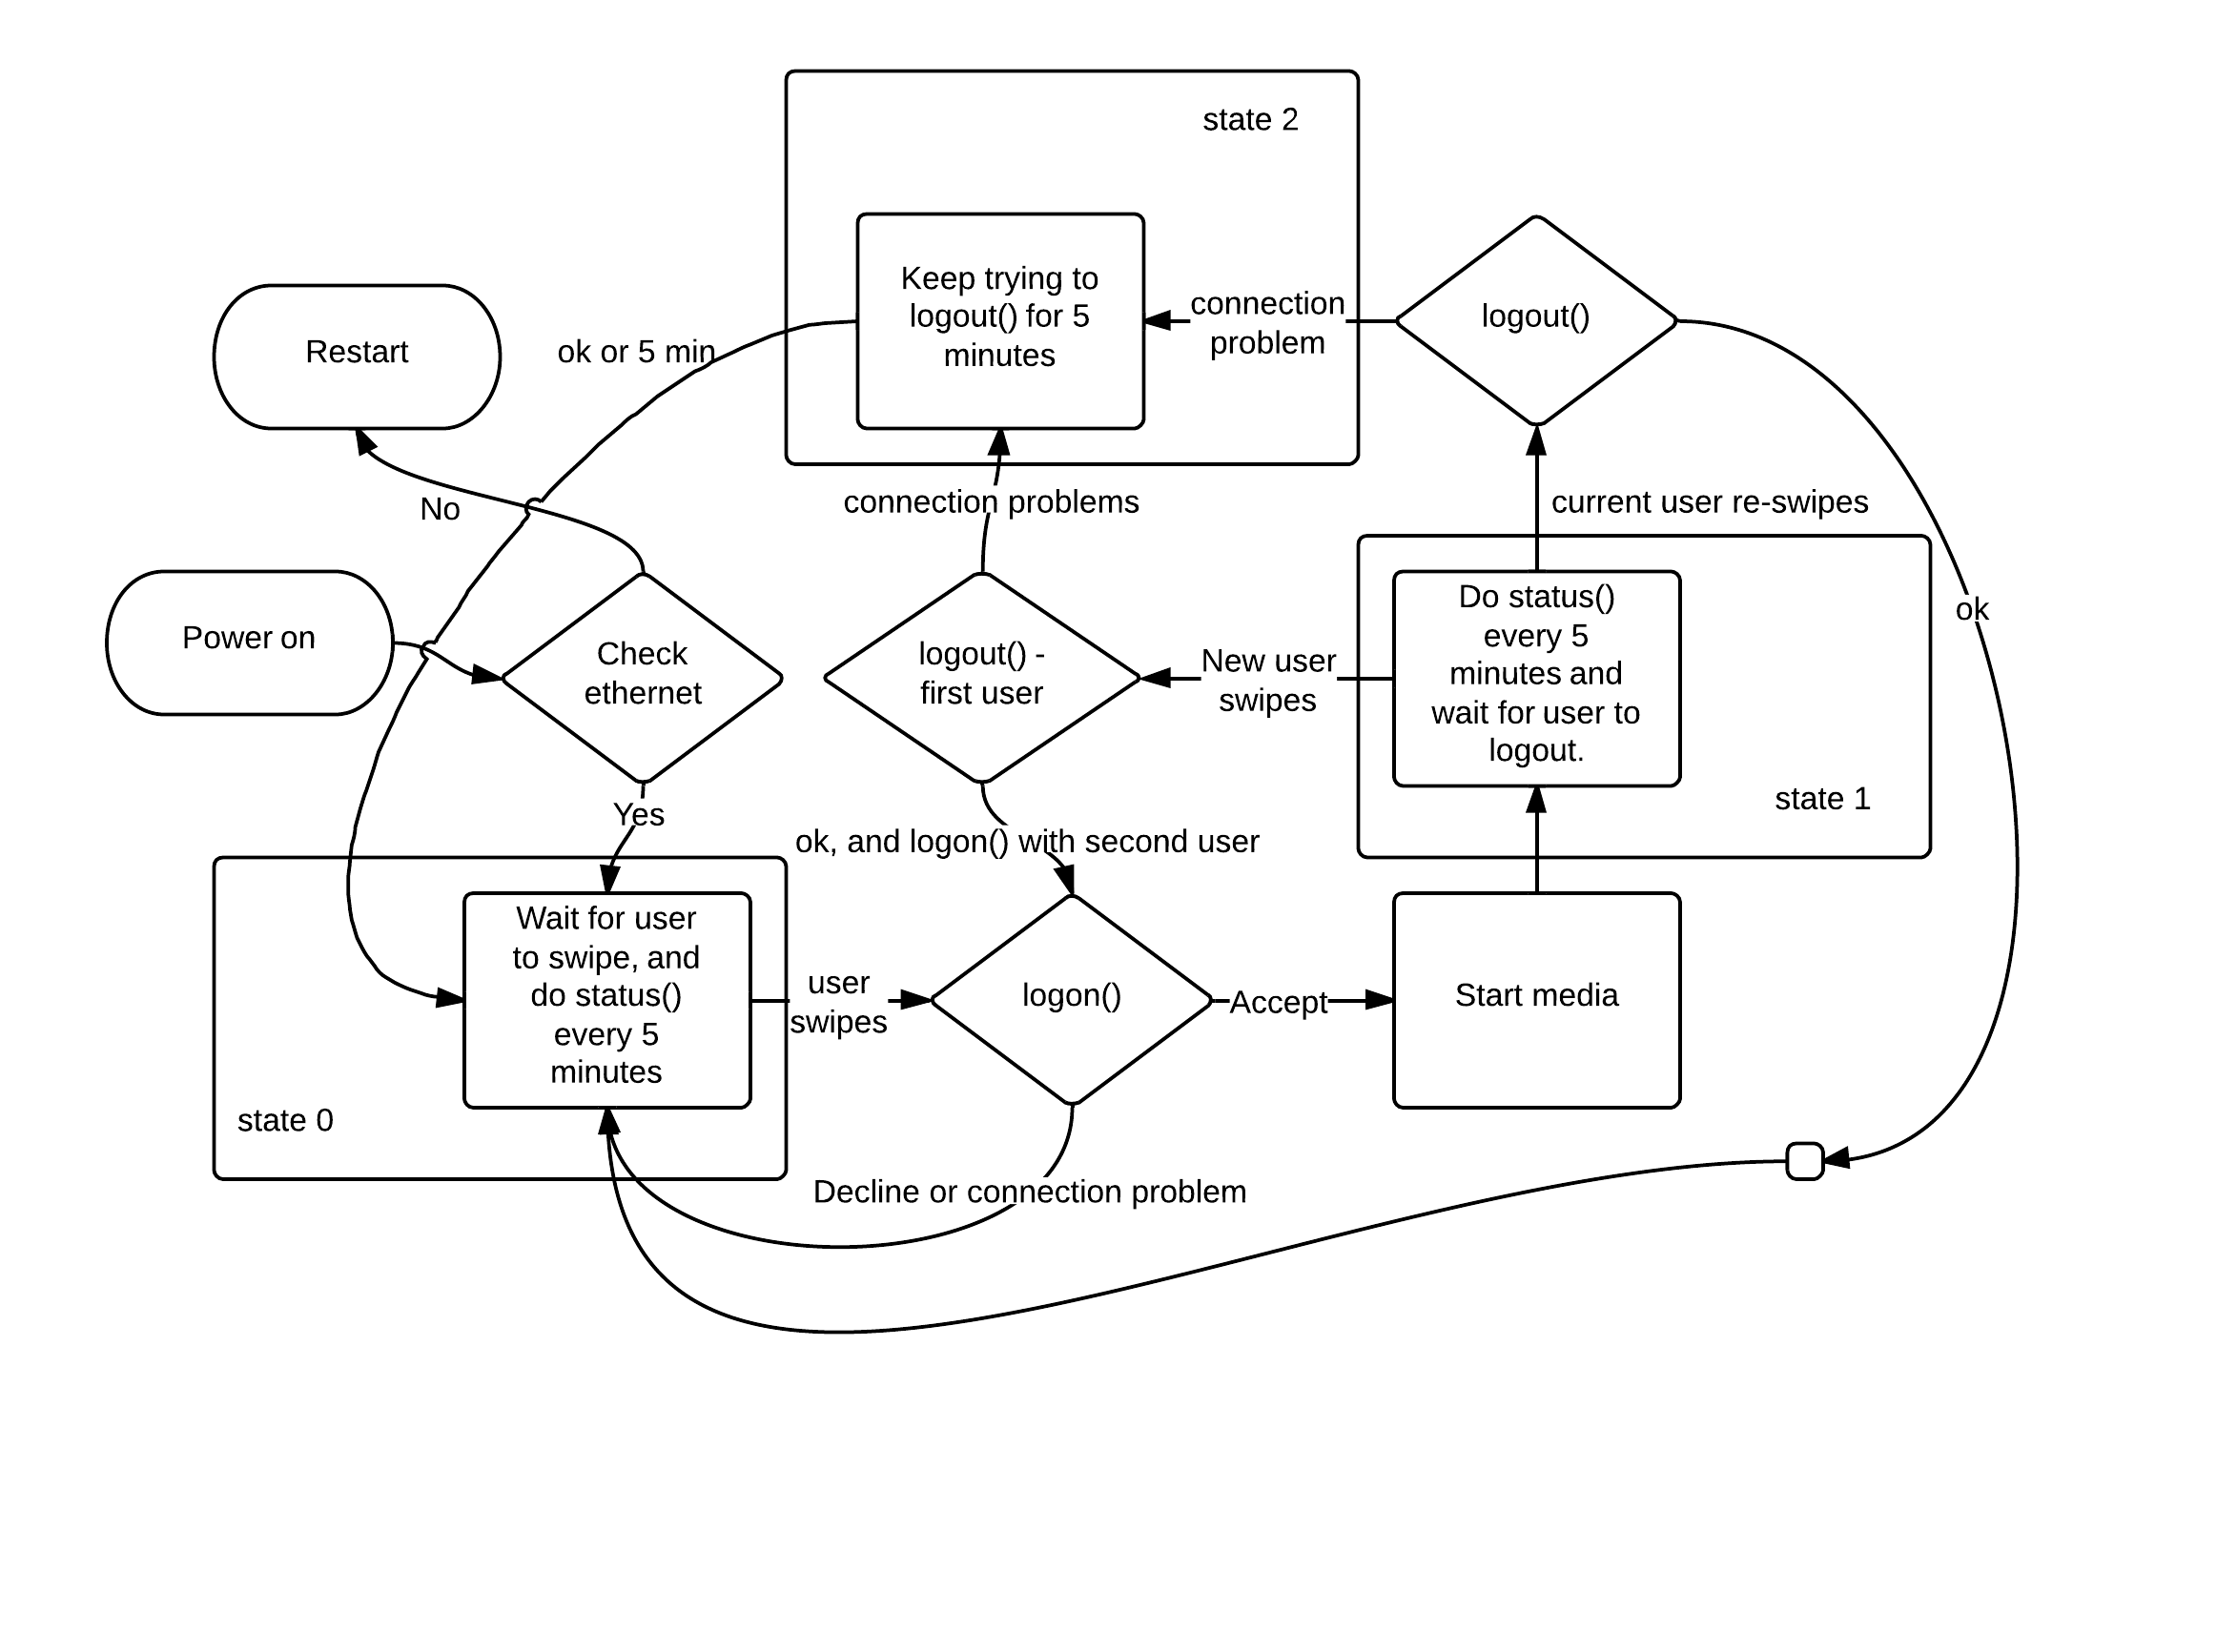 state 2
Keep trying to
logout() for 5
minutes
connection
problem
logout()
Restart
ok or 5 min
No
connection problems
current user re-swipes
Power on
Check
ethernet
logout() -
first user
New user
swipes
Do status()
every 5
minutes and
wait for user to
logout.
state 1
ok
Yes
ok, and logon() with second user
Wait for user
to swipe, and
do status()
every 5
minutes
state 0
user
swipes
logon()
Accept
Start media
Decline or connection problem